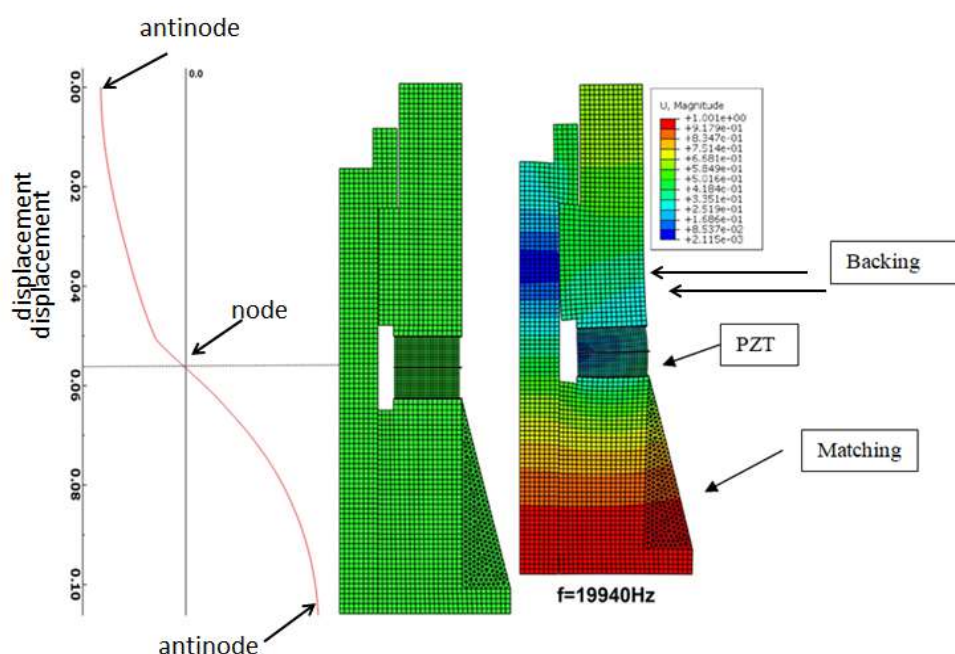 antinode
0.0
0.00
0.02
displacement
displacement
0.04
node
0.06
0.08
0.10
antinode
U, Magnitude
+1.001e+00
+9.179e-01
+8.347e-01
+7.514e-01
+6.681e-01
+5.849e-01
+5.016e-01
+4.184e-01
+3.351e-01
+2.519e-01
+1.686e-01
+8.537e-02
+2.115e-03
Backing
PZT
Matching
f=19940Hz